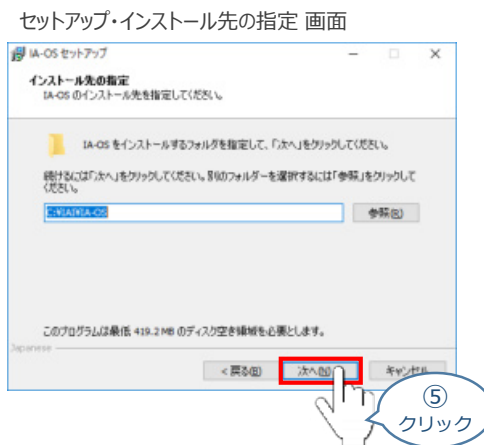 セットアップ・インストール先の指定 画面
IA-OS セットアップ
インストール先の指定
IA-OS のインストール先を指定してください。
IA-OS をインストールするフォルダを指定して、「次へ」をクリックしてください。
続けるには「次へ」をクリックしてください。別のフォルダーを選択するには「参照」をクリックして
ください。
C:¥IAI¥IA-OS
参照(R)
このプログラムは最低 419.2 MB のディスク空き領域を必要とします。
Japanese
< 戻る(B)
次へ(N)
キャンセル
⑤
クリック